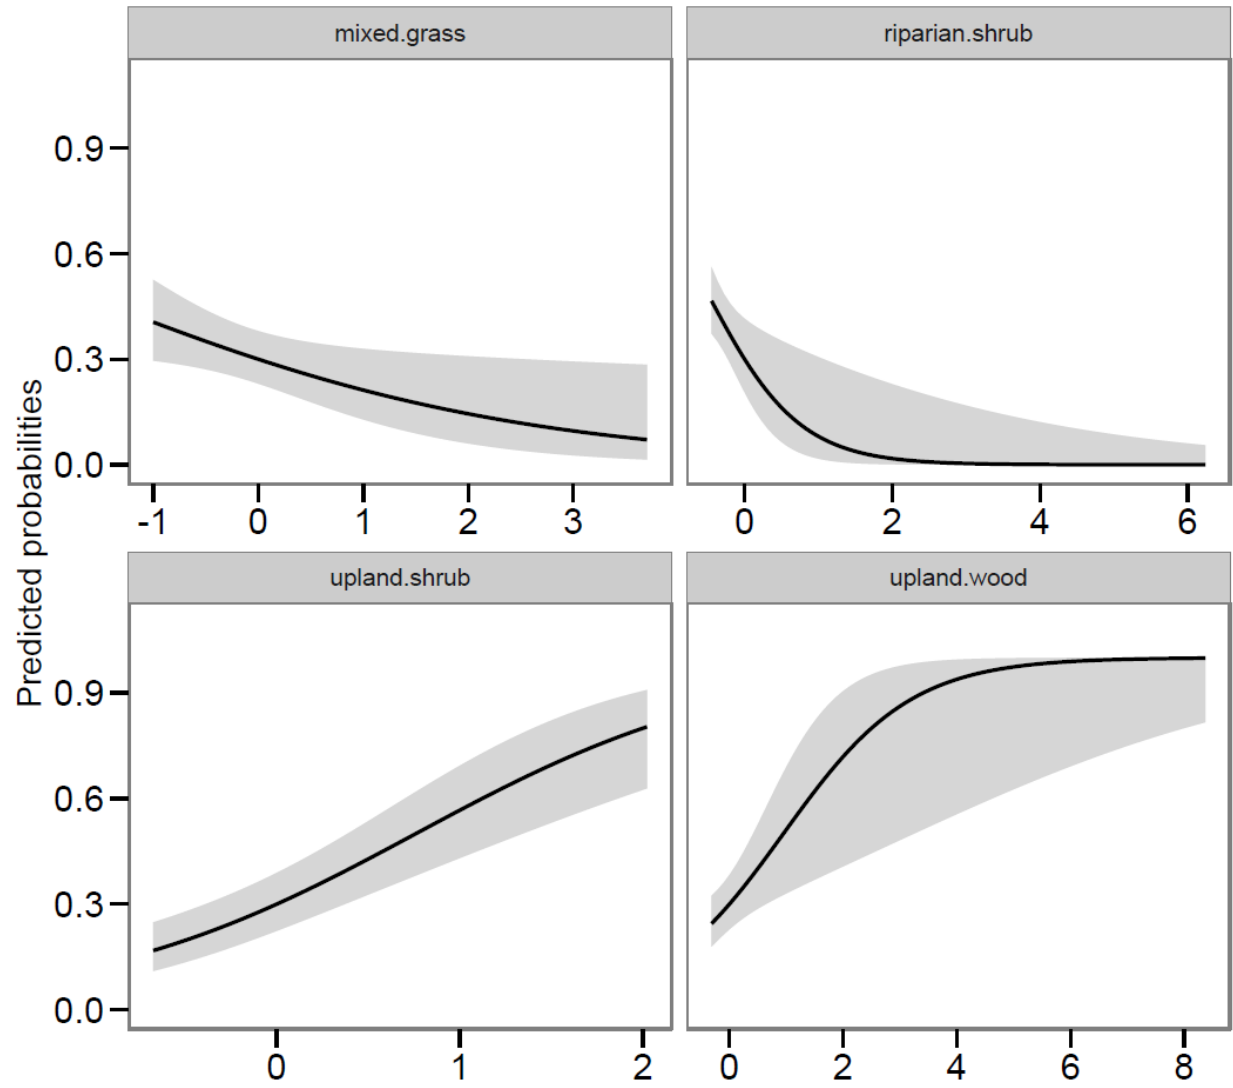 mixed.grass
riparian.shrub
Predicted probabilities
0.9
0.6
0.3
0.0
-1 0 1 2 3
0 2 4 6
upland.shrub
upland.wood
0.9
0.6
0.3
0.0
0 1 2
0 2 4 6 8